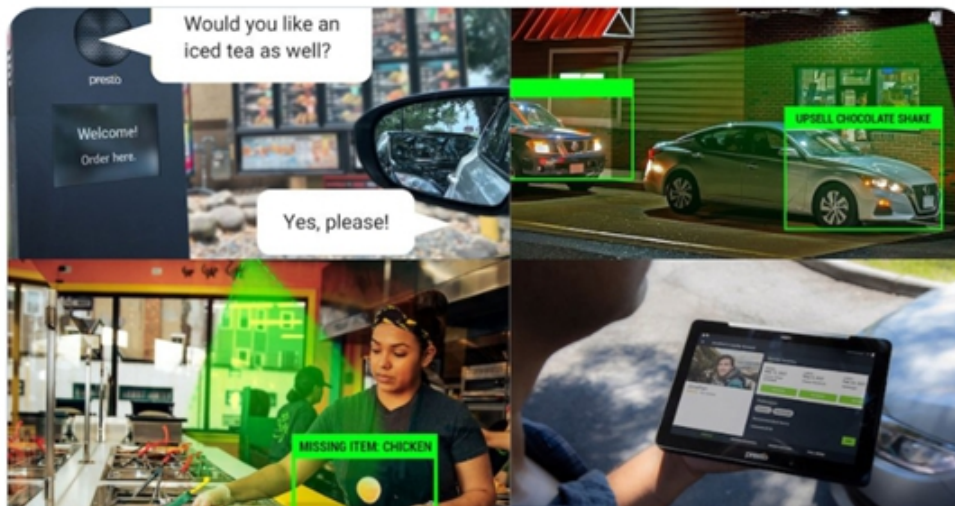 Would you like an
iced tea as well?
presto
Welcome!
Order here.
Yes, please!
UPSELL CHOCOLATE SHAKE
MISSING ITEM: CHICKEN
presto